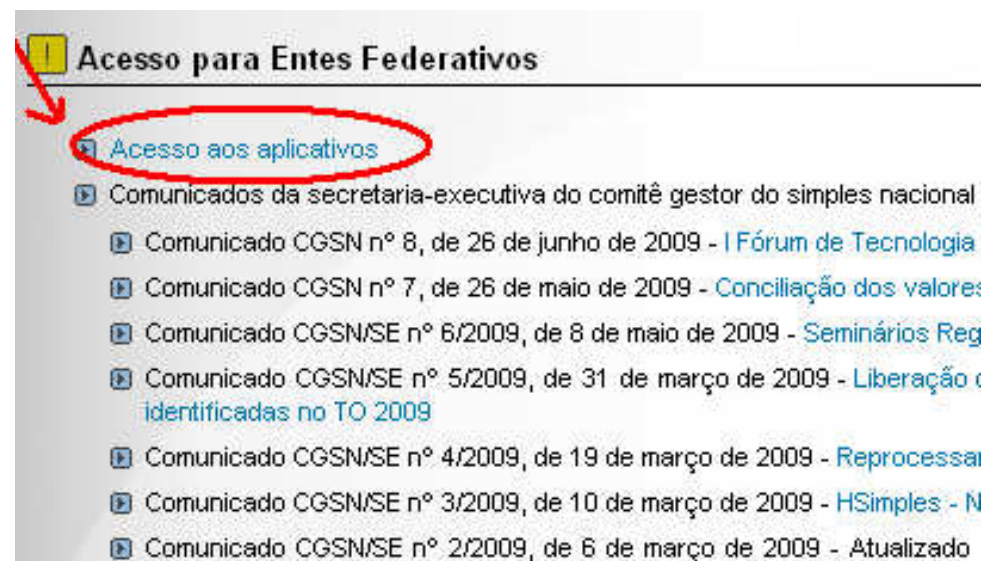 Acesso para Entes Federativos
Acesso aos aplicativos
Comunicados da secretaria-executiva do comitê gestor do simples nacional
Comunicado CGSN nº 8, de 26 de junho de 2009 - I Fórum de Tecnologia
Comunicado CGSN nº 7, de 26 de maio de 2009 - Conciliação dos valores
Comunicado CGSN/SE nº 6/2009, de 8 de maio de 2009 - Seminários Reg
Comunicado CGSN/SE nº 5/2009, de 31 de março de 2009 - Liberação
identificadas no TO 2009
Comunicado CGSN/SE nº 4/2009, de 19 de março de 2009 - Reprocessa
Comunicado CGSN/SE nº 3/2009, de 10 de março de 2009 - HSimples - N
Comunicado CGSN/SE nº 2/2009, de 6 de março de 2009 - Atualizado